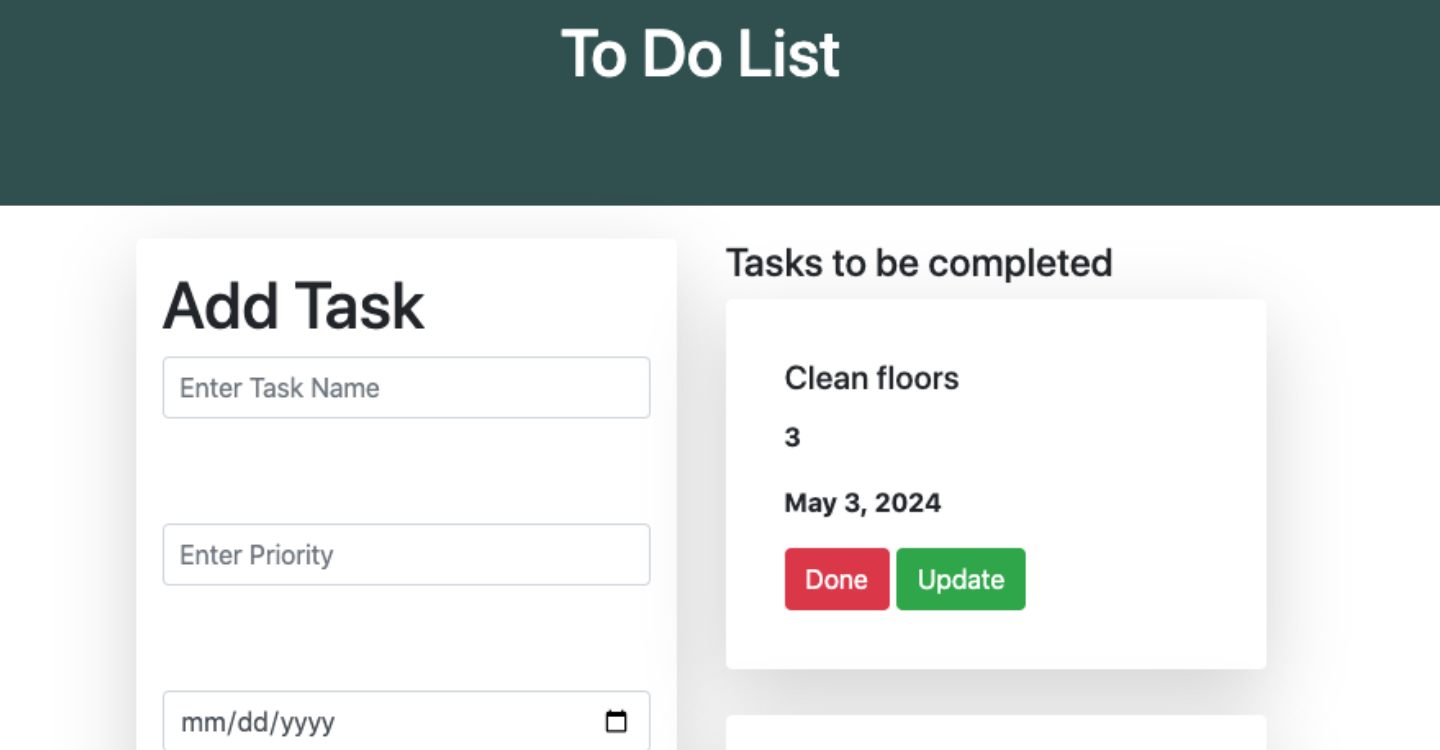 To Do List
Add Task
Enter Task Name
Enter Priority
mm/dd/yyyy
Tasks to be completed
Clean floors
3
May 3, 2024
Done Update